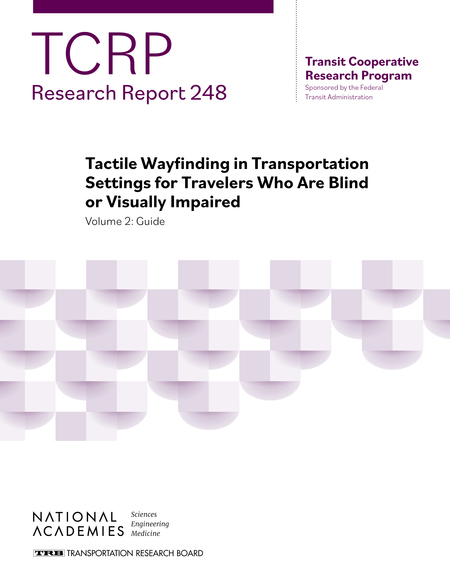 TCRP
Research Report 248
Transit Cooperative
Research Program
Sponsored by the Federal
Transit Administration
Tactile Wayfinding in Transportation
Settings for Travelers Who Are Blind
or Visually Impaired
Volume 2: Guide
NATIONAL
ACADEMIES
Sciences
Engineering
Medicine
TRB TRANSPORTATION RESEARCH BOARD